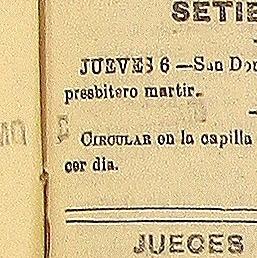 SETIE
JUEVES 6 —San Do
presbitero martir.
CIRCULAR en la capilla
cer dia.
JUECES